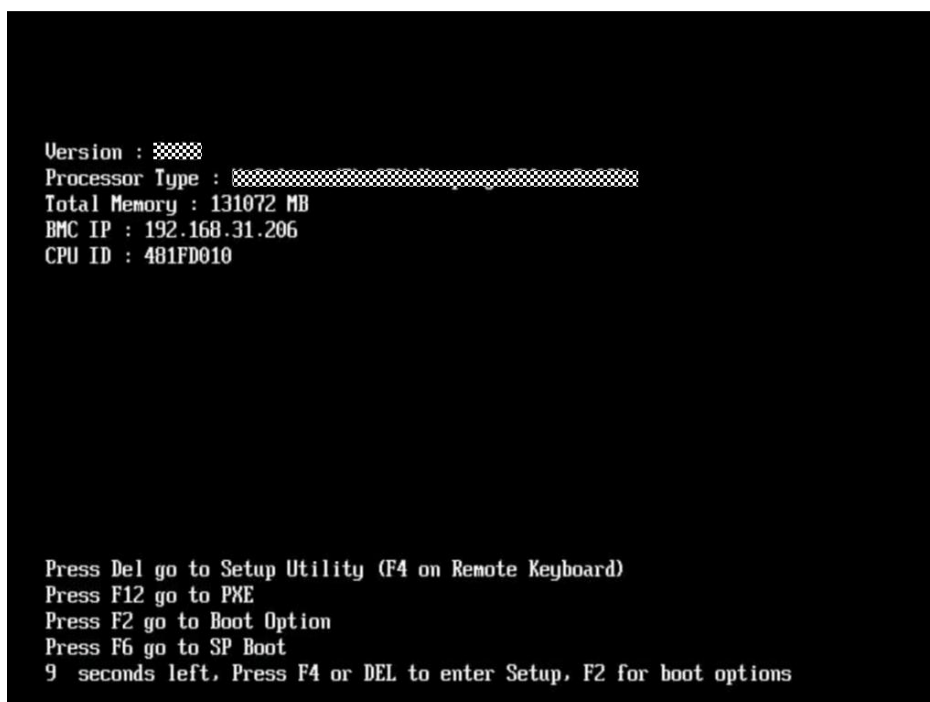 Version :
Processor Type :
Total Memory : 131072 MB
BMC IP : 192.168.31.206
CPU ID : 481FD010
Press Del go to Setup Utility (F4 on Remote Keyboard)
Press F12 go to PXE
Press F2 go to Boot Option
Press F6 go to SP Boot
9 seconds left, Press F4 or DEL to enter Setup, F2 for boot options